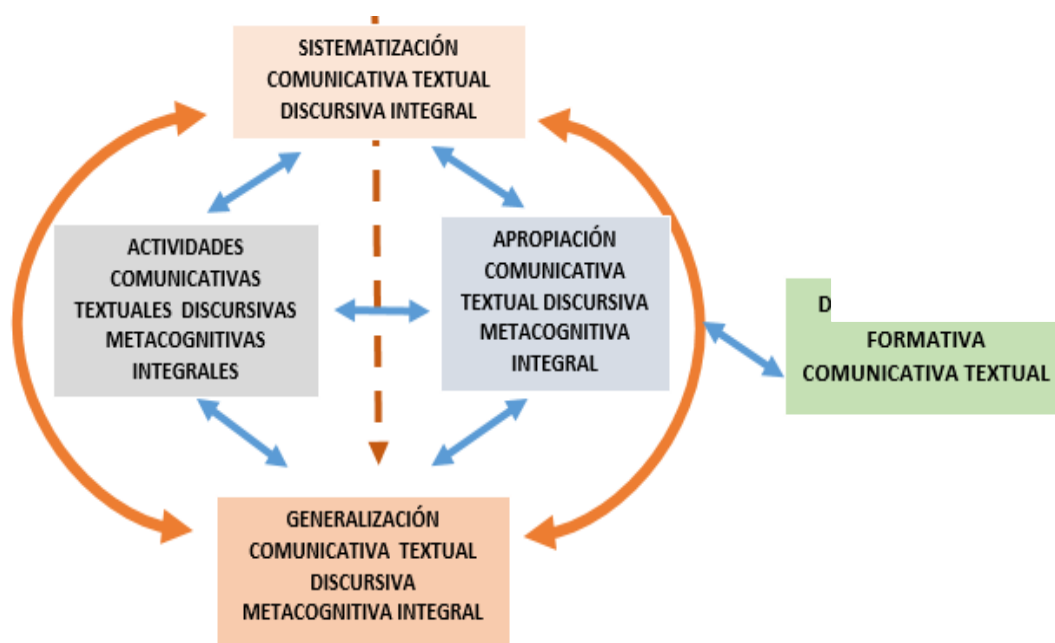 SISTEMATIZACIÓN
COMUNICATIVA TEXTUAL
DISCURSIVA INTEGRAL
ACTIVIDADES
COMUNICATIVAS
TEXTUALES DISCURSIVAS
METACOGNITIVAS
INTEGRALES
APROPIACIÓN
COMUNICATIVA
TEXTUAL DISCURSIVA
METACOGNITIVA
INTEGRAL
FORMATIVA
COMUNICATIVA TEXTUAL
GENERALIZACIÓN
COMUNICATIVA TEXTUAL
DISCURSIVA
METACOGNITIVA INTEGRAL